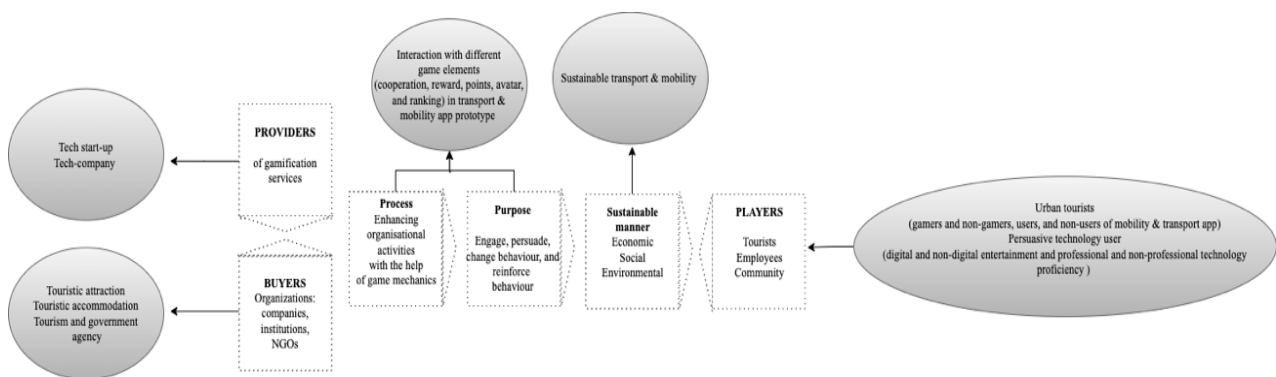 Interaction with different
game elements
(cooperation, reward, points, avatar,
and ranking) in transport &
mobility app prototype
Sustainable transport & mobility
Tech start-up
Tech-company
PROVIDERS
of gamification
services
Process
Enhancing
organisational
activities
with the help
of game mechanics
Purpose
Engage, persuade,
change behaviour, and
reinforce
behaviour
Sustainable
manner
Economic
Social
Environmental
PLAYERS
Tourists
Employees
Community
Urban tourists
(gamers and non-gamers, users, and non-users of mobility & transport app)
Persuasive technology user
(digital and non-digital entertainment and professional and non-professional technology
proficiency )
Touristic attraction
Touristic accommodation
Tourism and government
agency
BUYERS
Organizations:
companies,
institutions,
NGOs